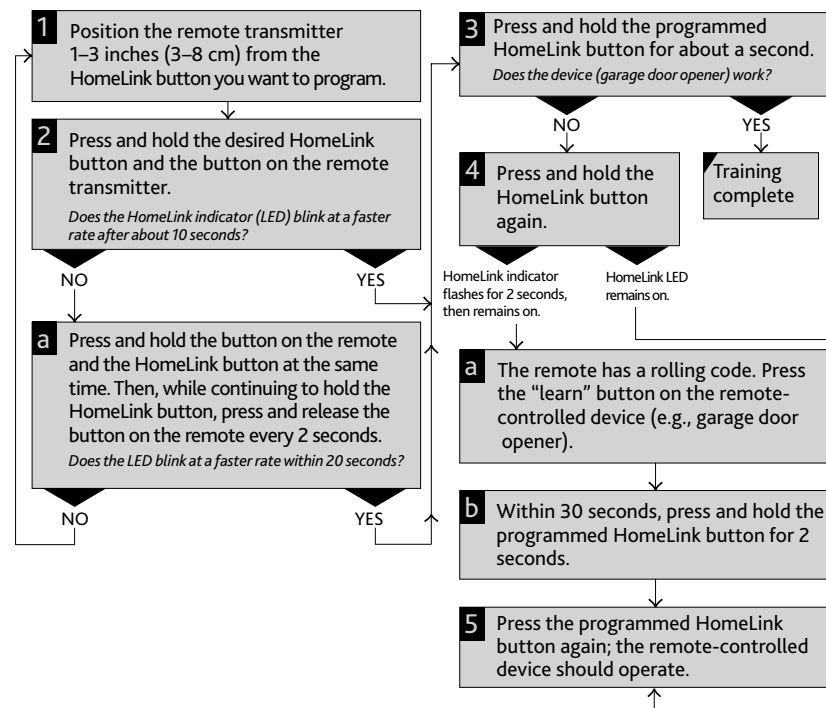 1
Position the remote transmitter
1–3 inches (3–8 cm) from the
HomeLink button you want to program.
2
Press and hold the desired HomeLink
button and the button on the remote
transmitter.
Does the HomeLink indicator (LED) blink at a faster
rate after about 10 seconds?
NO
YES
a
Press and hold the button on the remote
and the HomeLink button at the same
time. Then, while continuing to hold the
HomeLink button, press and release the
button on the remote every 2 seconds.
Does the LED blink at a faster rate within 20 seconds?
NO
YES
3
Press and hold the programmed
HomeLink button for about a second.
Does the device (garage door opener) work?
NO
YES
4
Press and hold the
HomeLink button
again.
Training
complete
HomeLink indicator
flashes for 2 seconds,
then remains on.
HomeLink LED
remains on.
a
The remote has a rolling code. Press
the “learn” button on the remote-
controlled device (e.g., garage door
opener).
b
Within 30 seconds, press and hold the
programmed HomeLink button for 2
seconds.
5
Press the programmed HomeLink
button again; the remote-controlled
device should operate.